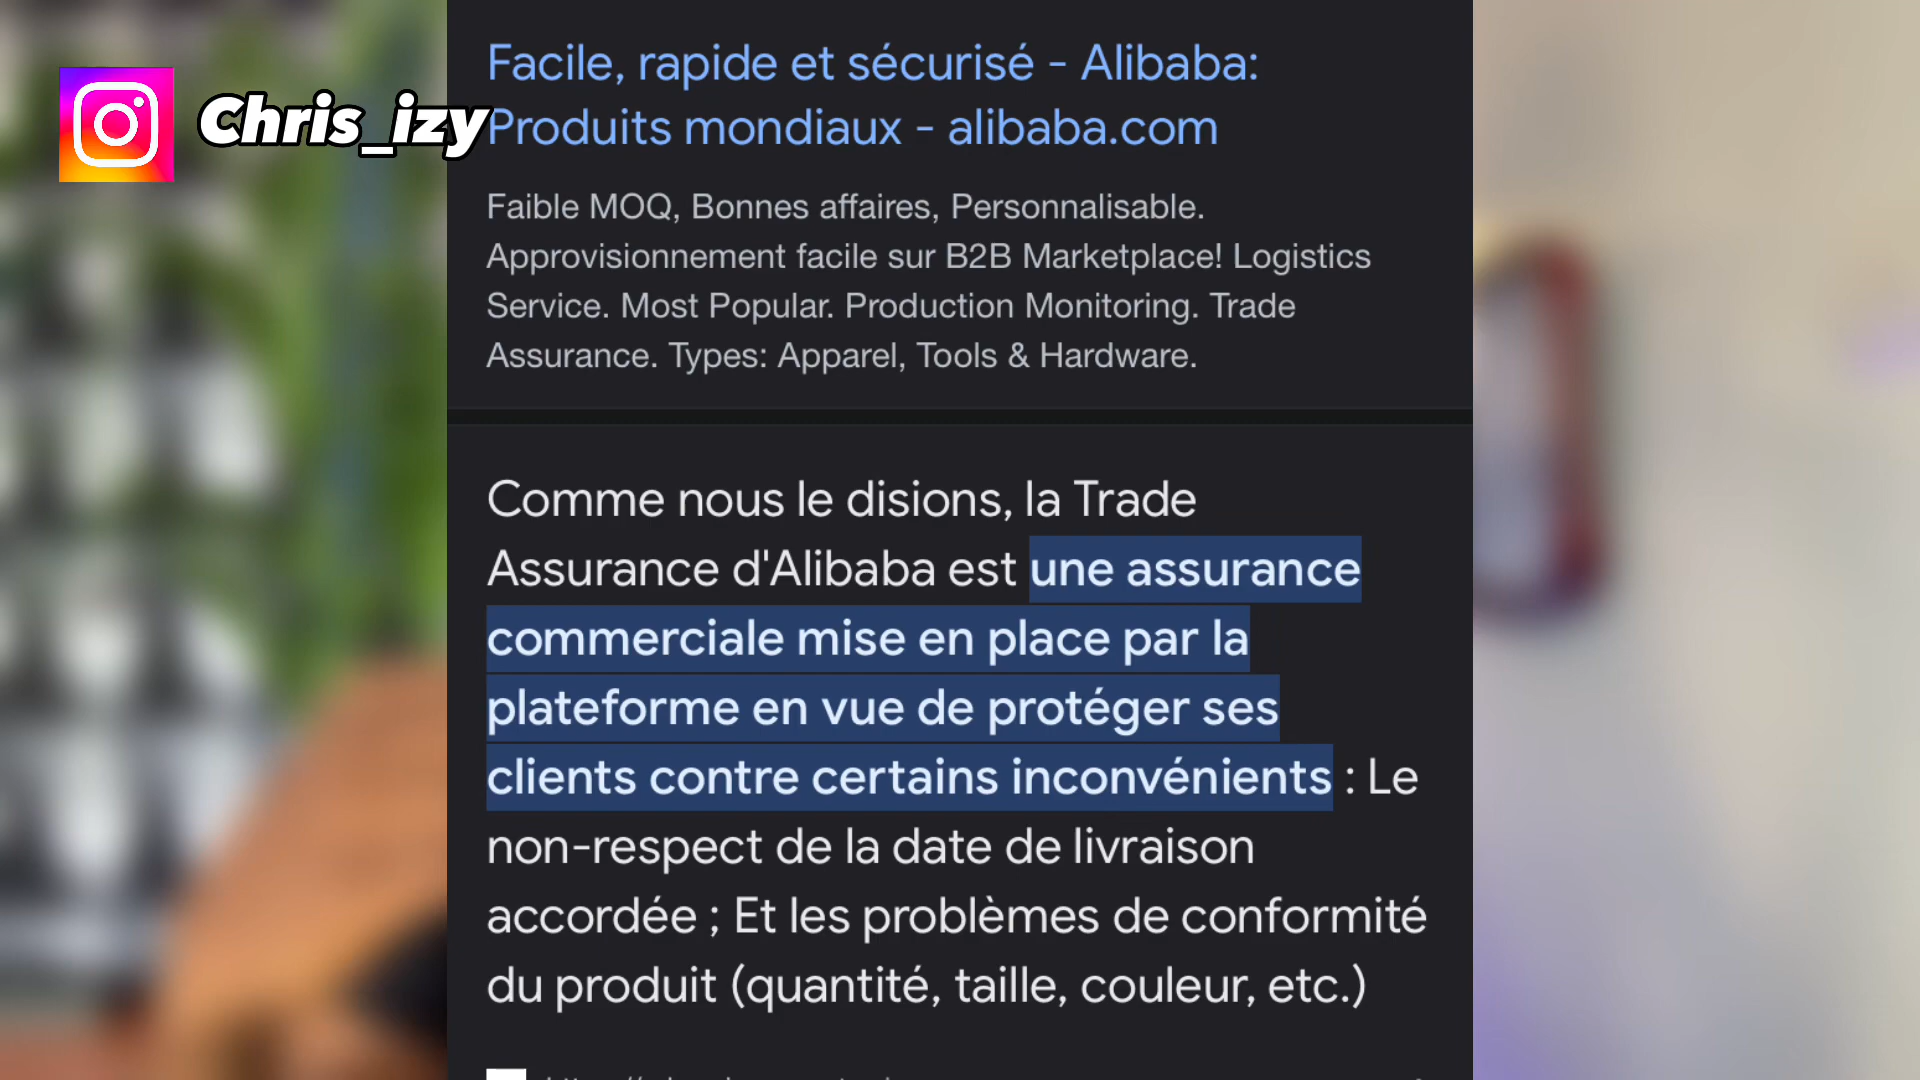 Chris_izy
Facile, rapide et sécurisé - Alibaba:
Produits mondiaux - alibaba.com
Faible MOQ, Bonnes affaires, Personnalisable.
Approvisionnement facile sur B2B Marketplace! Logistics
Service. Most Popular. Production Monitoring. Trade
Assurance. Types: Apparel, Tools & Hardware.
Comme nous le disions, la Trade
Assurance d'Alibaba est une assurance
commerciale mise en place par la
plateforme en vue de protéger ses
clients contre certains inconvénients : Le
non-respect de la date de livraison
accordée ; Et les problèmes de conformité
du produit (quantité, taille, couleur, etc.)